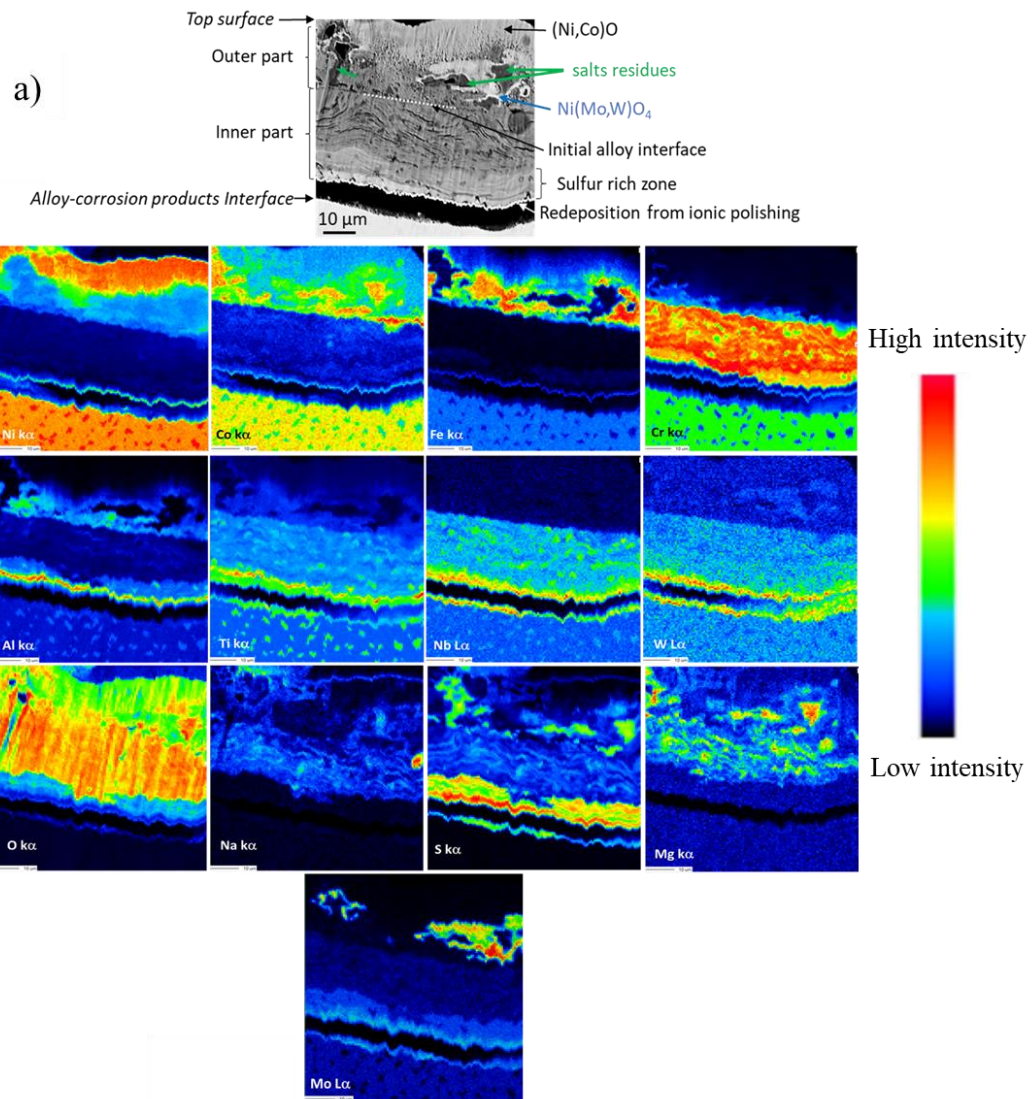 Top surface
(Ni,Co)O
Outer part
salts residues
a)
Ni(Mo,W)O₄
Inner part
Initial alloy interface
Sulfur rich zone
Alloy-corrosion products Interface
Redeposition from ionic polishing
10 µm
Ni kα
Co kα
Fe kα
Cr kα
High intensity
Al kα
Ti kα
Nb Lα
W Lα
Low intensity
O kα
Na kα
S kα
Mg kα
Mo Lα